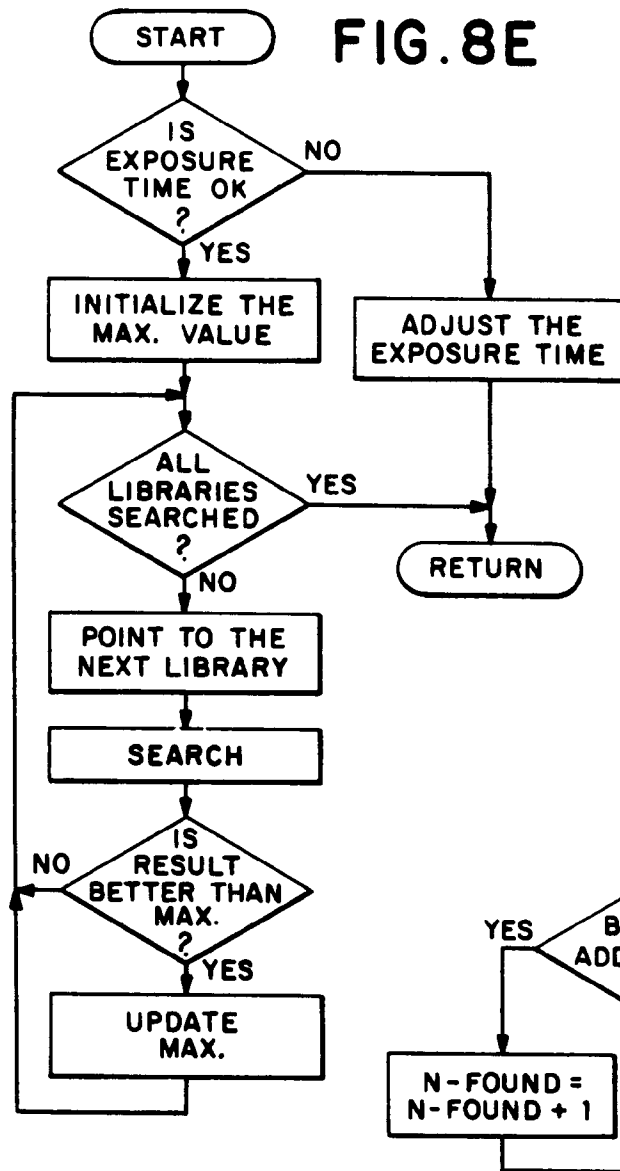 START
FIG. 8E
IS
EXPOSURE
TIME OK
?
NO
YES
INITIALIZE THE
MAX. VALUE
ADJUST THE
EXPOSURE TIME
ALL
LIBRARIES
SEARCHED
?
YES
NO
RETURN
POINT TO THE
NEXT LIBRARY
SEARCH
IS
RESULT
BETTER THAN
MAX.
?
NO
YES
UPDATE
MAX.
YES
B
ADD
N-FOUND =
N-FOUND + 1